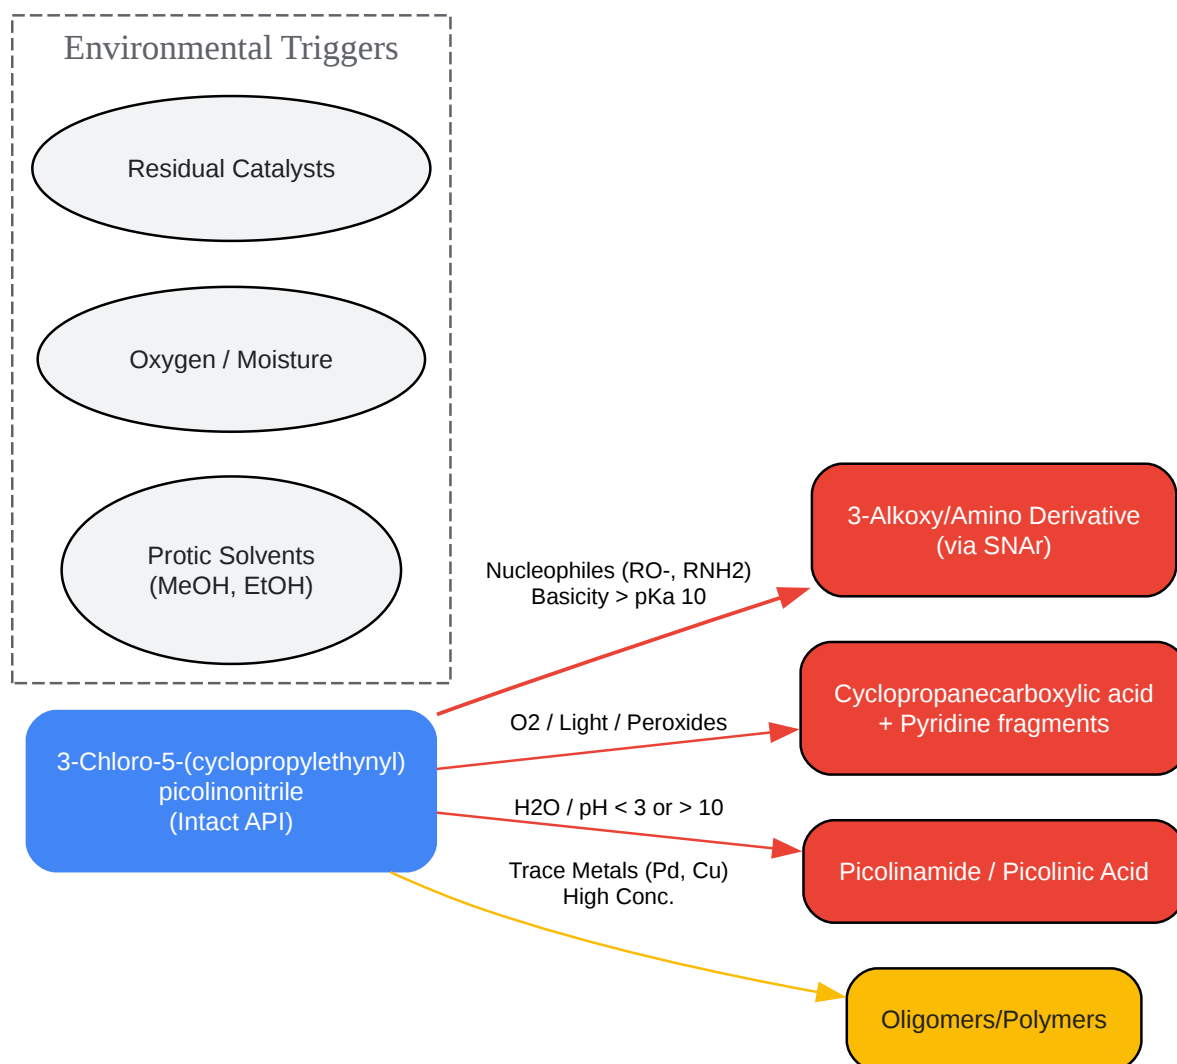 Environmental Triggers
Residual Catalysts
Oxygen / Moisture
Protic Solvents
(MeOH, EtOH)
3-Chloro-5-(cyclopropylethynyl)
picolinonitrile
(Intact API)
Nucleophiles (RO-, RNH2)
Basicity > pKa 10
3-Alkoxy/Amino Derivative
(via SNAr)
O2 / Light / Peroxides
Cyclopropanecarboxylic acid
+ Pyridine fragments
H2O / pH < 3 or > 10
Picolinamide / Picolinic Acid
Trace Metals (Pd, Cu)
High Conc.
Oligomers/Polymers